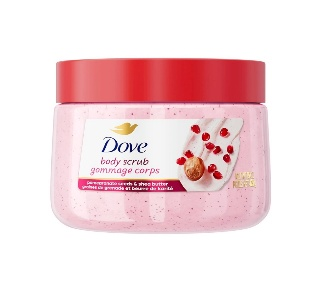 Dove
body scrub
gommage corps
pomegranate seeds & shea butter
graines de grenade et beurre de karité